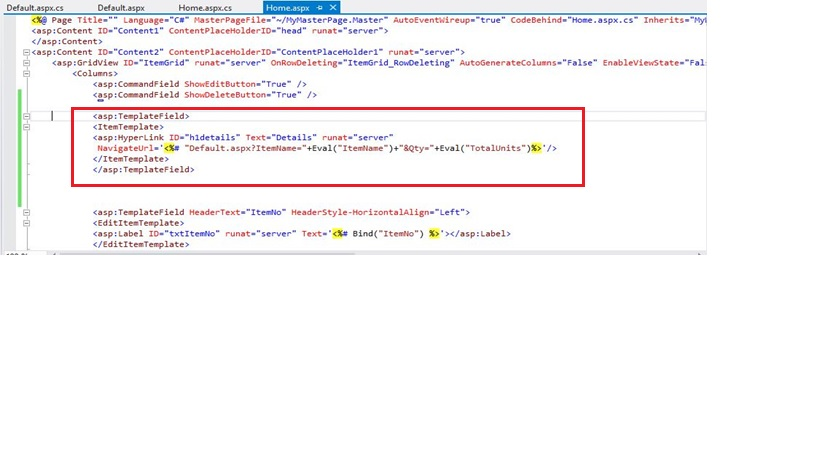 Default.aspx.cs Default.aspx Home.aspx.cs Home.aspx
<%@ Page Title="" Language="C#" MasterPageFile="~/MyMasterPage.Master" AutoEventWireup="true" CodeBehind="Home.aspx.cs" Inherits="MyM
<asp:Content ID="Content1" ContentPlaceHolderID="head" runat="server">
</asp:Content>
<asp:Content ID="Content2" ContentPlaceHolderID="ContentPlaceHolder1" runat="server">
<asp:GridView ID="ItemGrid" runat="server" OnRowDeleting="ItemGrid_RowDeleting" AutoGenerateColumns="False" EnableViewState="Fal
<Columns>
<asp:CommandField ShowEditButton="True" />
<asp:CommandField ShowDeleteButton="True" />
<asp:TemplateField>
<ItemTemplate>
<asp:HyperLink ID="h1details" Text="Details" runat="server"
NavigateUrl='<%# "Default.aspx?ItemName="+Eval("ItemName")+"&Qty="+Eval("TotalUnits")%>'/>
</ItemTemplate>
</asp:TemplateField>
<asp:TemplateField HeaderText="ItemNo" HeaderStyle-HorizontalAlign="Left">
<EditItemTemplate>
<asp:Label ID="txtItemNo" runat="server" Text='<%# Bind("ItemNo") %>'></asp:Label>
</EditItemTemplate>